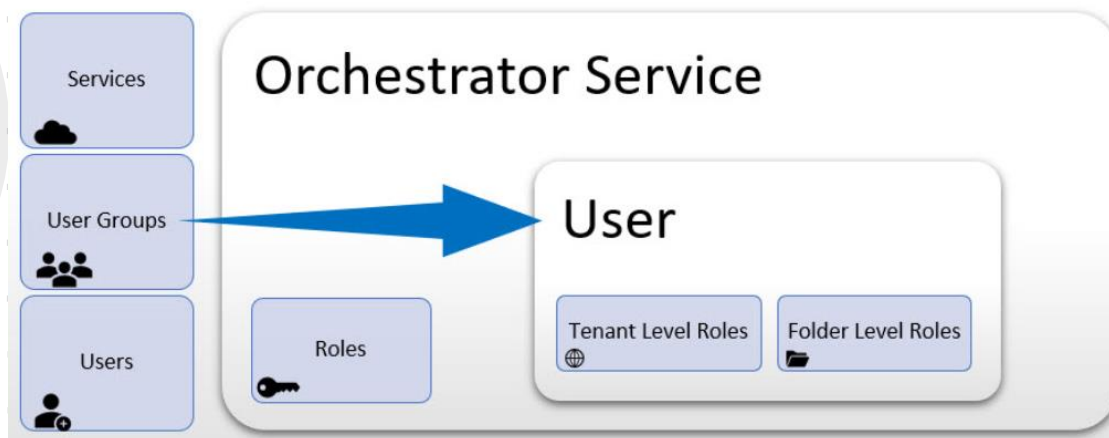 Services
User Groups
Users
Orchestrator Service
Roles
User
Tenant Level Roles
Folder Level Roles